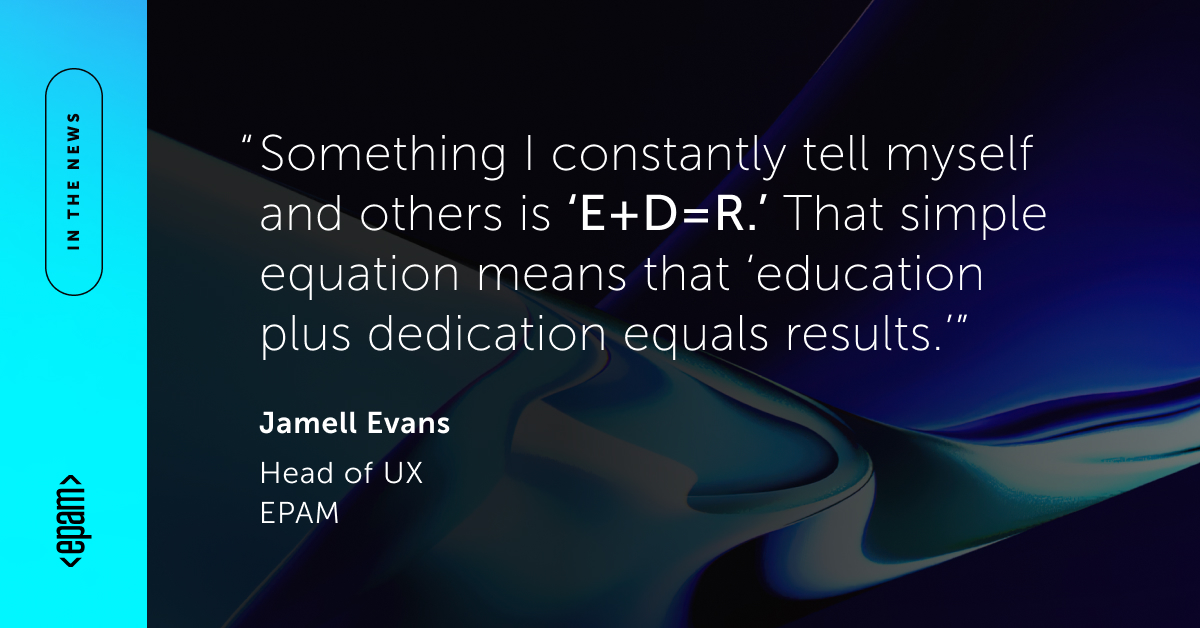 IN THE NEWS
<epam>
“Something I constantly tell myself
and others is ‘E+D=R.’ That simple
equation means that ‘education
plus dedication equals results.’”
Jamell Evans
Head of UX
EPAM